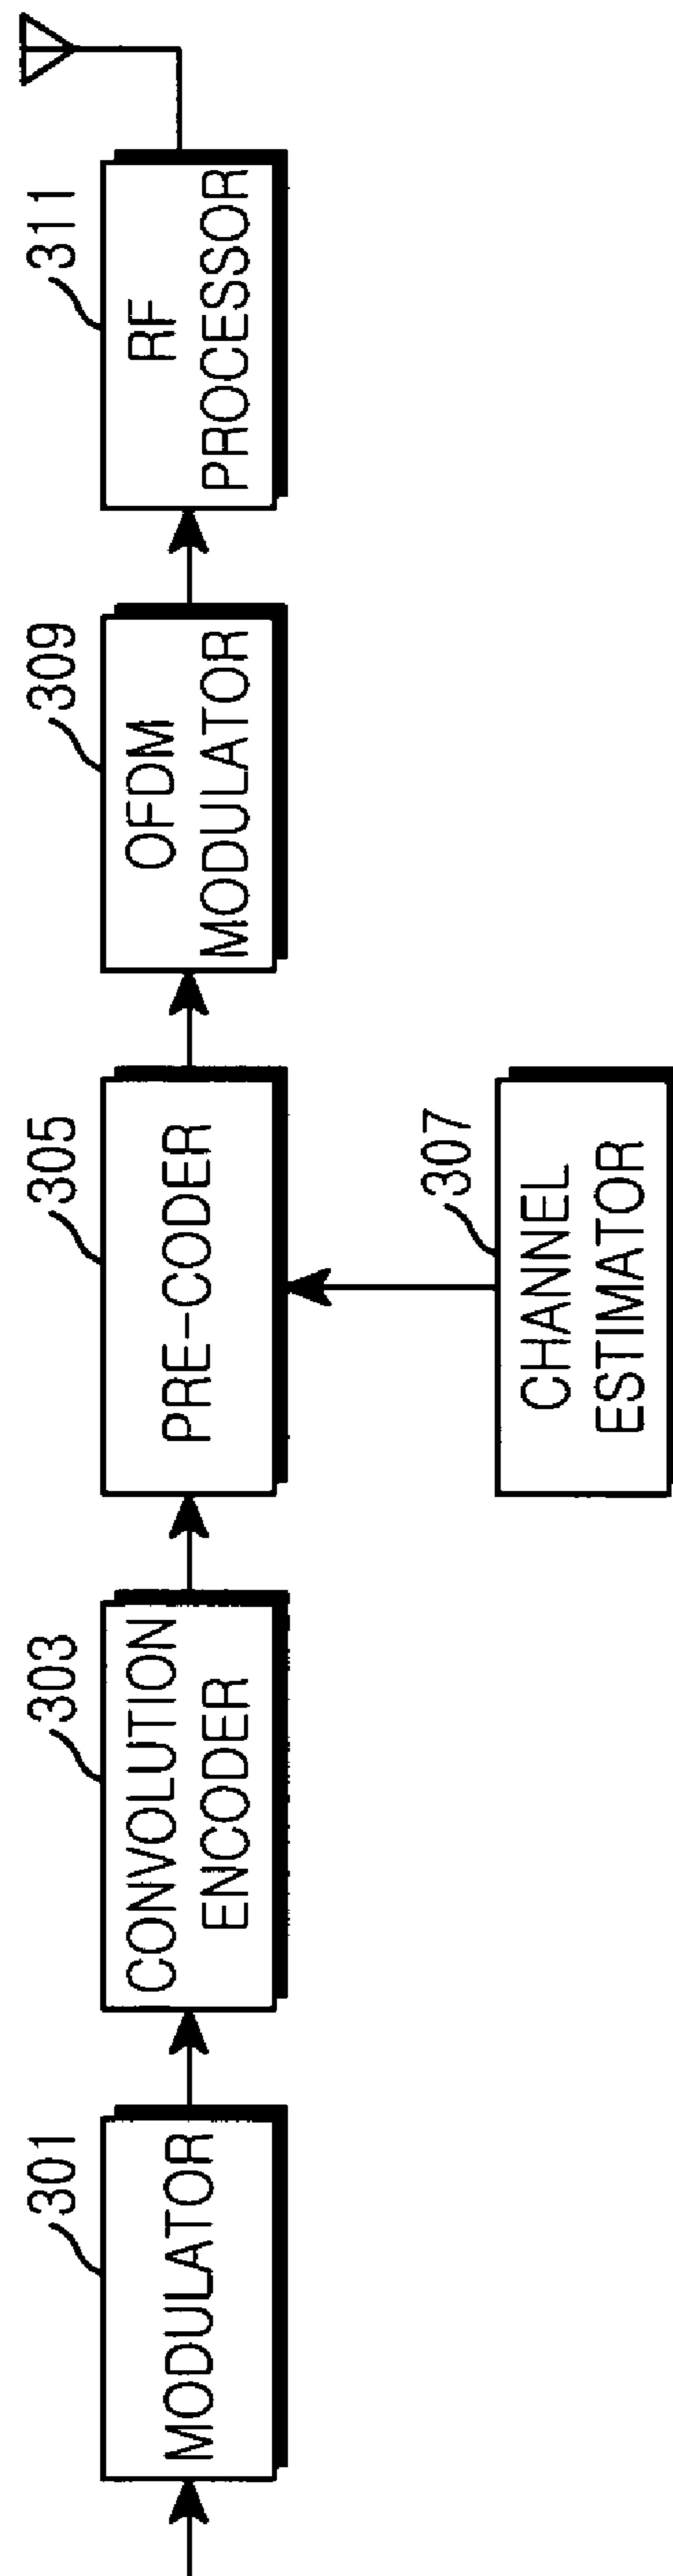 301
MODULATOR
303
CONVOLUTION
ENCODER
305
PRE-CODER
307
CHANNEL
ESTIMATOR
309
OFDM
MODULATOR
311
RF
PROCESSOR